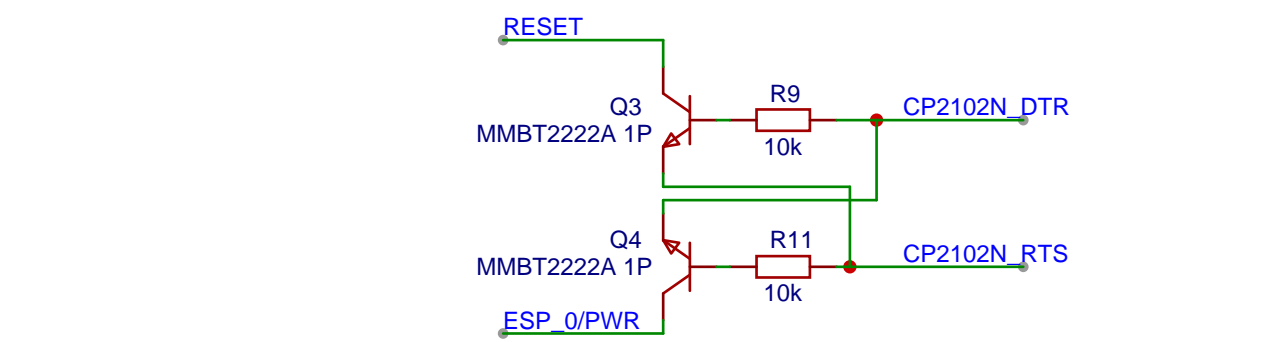 RESET
Q3
MMBT2222A 1P
R9
10k
CP2102N_DTR
Q4
MMBT2222A 1P
R11
10k
CP2102N_RTS
ESP_0/PWR